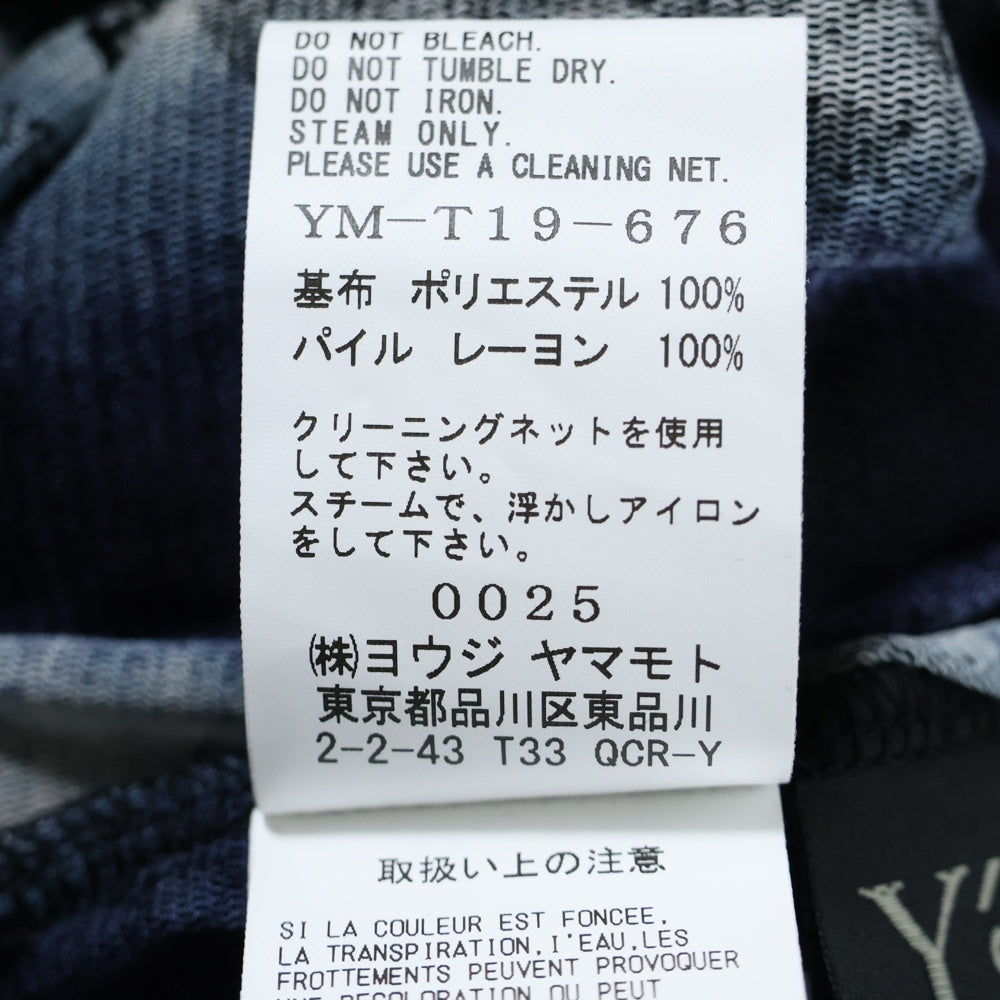 DO NOT BLEACH.
DO NOT TUMBLE DRY.
DO NOT IRON.
STEAM ONLY.
PLEASE USE A CLEANING NET.
YM-T19-676
基布 ポリエステル 100%
パイル レーヨン 100%
クリーニングネットを使用
して下さい。
スチームで、浮かしアイロン
をして下さい。
0025
㈱ヨウジ ヤマモト
東京都品川区東品川
2-2-43 T33 QCR-Y
取扱い上の注意
SI LA COULEUR EST FONCEE,
LA TRANSPIRATION,I'EAU,LES
FROTTEMENTS PEUVENT PROVOQUER
UNE DECOLORATION OU PEUT